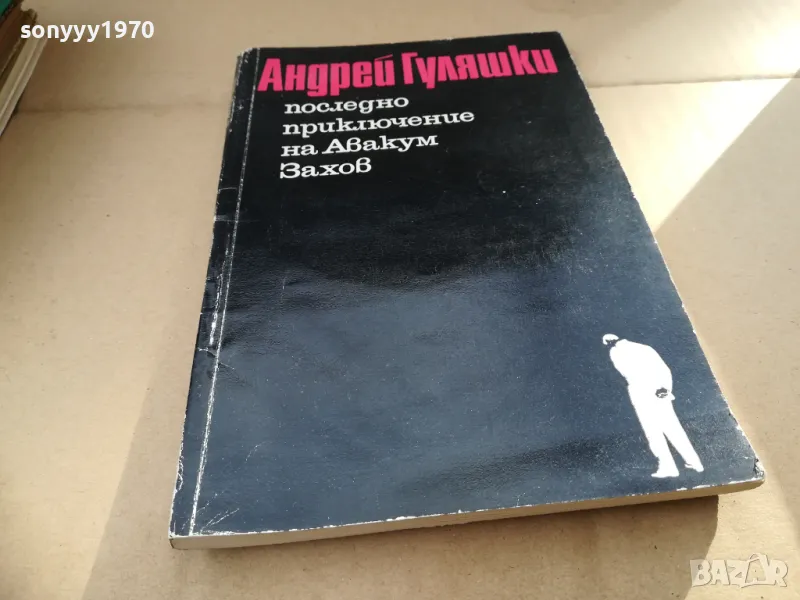 sonyyy1970
Андрей Гуляшки
последно
приключение
на Авакум
Захов
BAZAR